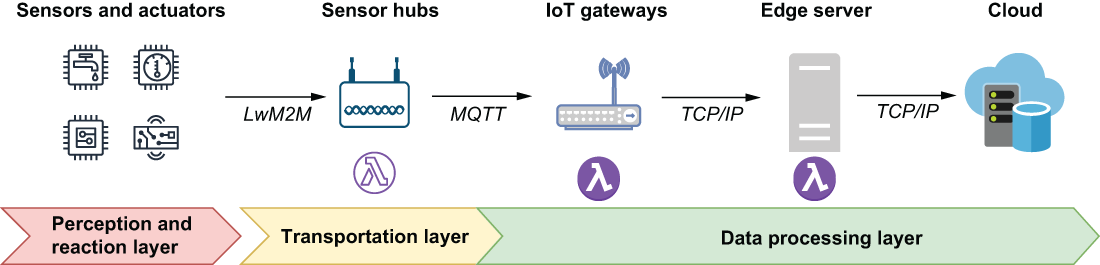 Sensors and actuators
Sensor hubs
IoT gateways
Edge server
Cloud
LwM2M
MQTT
TCP/IP
TCP/IP
λ
λ
λ
Perception and
reaction layer
Transportation layer
Data processing layer